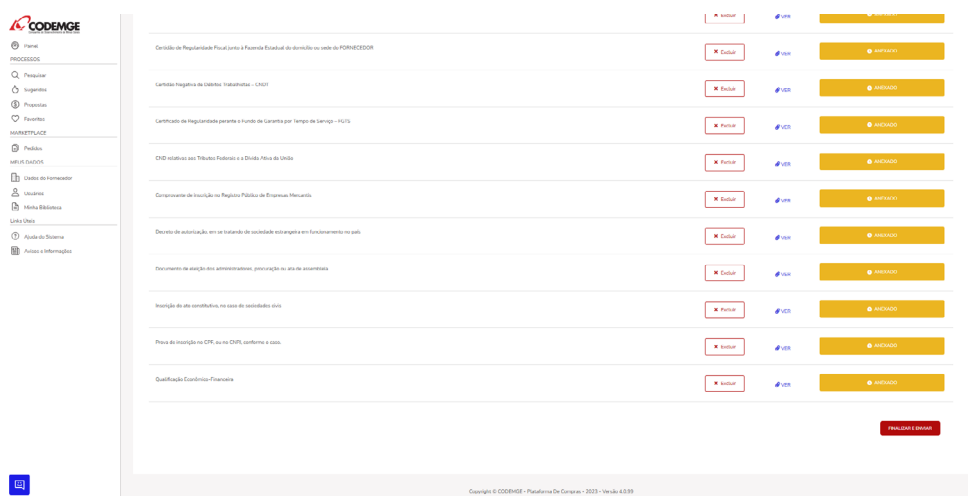 CODEMGE
Painel
PROCESSOS
Pesquisar
Sugeridos
Propostas
Favoritos
MARKETPLACE
Pedidos
MEUS DADOS
Dados do Fornecedor
Usuários
Minha Biblioteca
Links Úteis
Ajuda do Sistema
Avisos e Informações
Excluir VER ANEXADO
Certidão de Regularidade Fiscal junto à Fazenda Estadual do domicílio ou sede do FORNECEDOR
Excluir VER ANEXADO
Certidão Negativa de Débitos Trabalhistas – CNDT
Excluir VER ANEXADO
Certificado de Regularidade perante o Fundo de Garantia por Tempo de Serviço – FGTS
Excluir VER ANEXADO
CND relativas aos Tributos Federais e a Dívida Ativa da União
Excluir VER ANEXADO
Comprovante de inscrição no Registro Público de Empresas Mercantis.
Excluir VER ANEXADO
Decreto de autorização, em se tratando de sociedade estrangeira em funcionamento no país.
Excluir VER ANEXADO
Documento de eleição dos administradores, procuração ou ata de assembleia
Excluir VER ANEXADO
Inscrição do ato constitutivo, no caso de sociedades civis
Excluir VER ANEXADO
Prova de inscrição no CPF, ou no CNPJ, conforme o caso.
Excluir VER ANEXADO
Qualificação Econômico-Financeira
Excluir VER ANEXADO
FINALIZAR E ENVIAR
Copyright © CODEMGE - Plataforma De Compras - 2023 - Versão 4.0.99